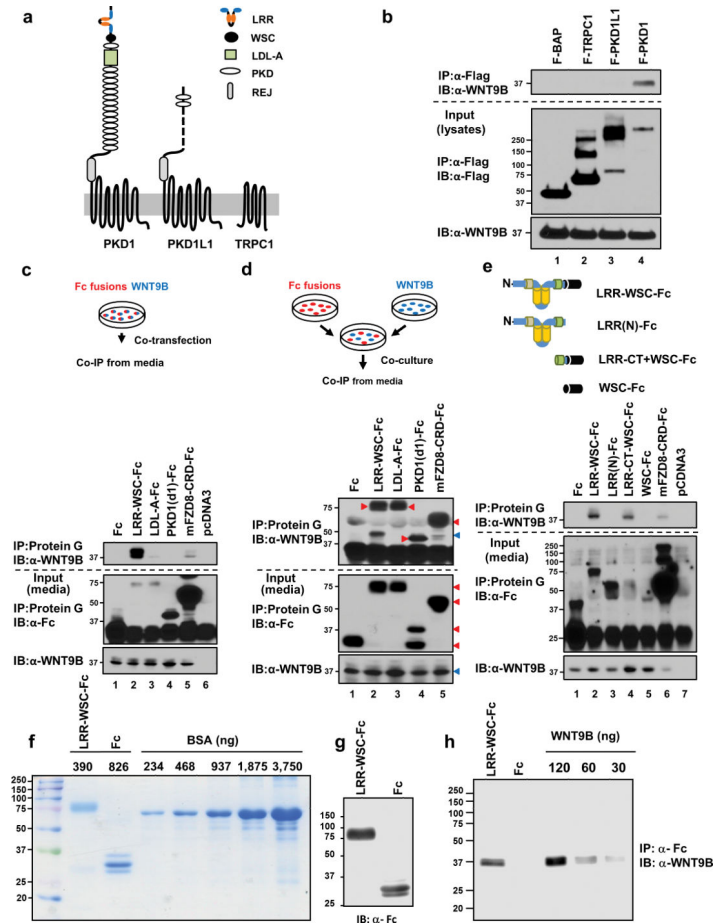 a
LRR
WSC
LDL-A
PKD
REJ
PKD1
PKD1L1
TRPC1
b
F-BAP
F-TRPC1
F-PKD1L1
F-PKD1
IP:α-Flag
IB:α-WNT9B
37
Input
(lysates)
IP:α-Flag
IB:α-Flag
250
150
100
75
50
37
IB:α-WNT9B
37
1 2 3 4
c
Fc fusions WNT9B
Co-transfection
Co-IP from media
Fc
LRR-WSC-Fc
LDL-A-Fc
PKD1(d1)-Fc
mFZD8-CRD-Fc
pcDNA3
IP:Protein G
IB:α-WNT9B
37
Input
(media)
IP:Protein G
IB:α-Fc
75
50
37
25
IB:α-WNT9B
37
1 2 3 4 5 6
d
Fc fusions
WNT9B
Co-culture
Co-IP from media
Fc
LRR-WSC-Fc
LDL-A-Fc
PKD1(d1)-Fc
mFZD8-CRD-Fc
IP:Protein G
IB:α-WNT9B
75
50
37
Input
(media)
IP:Protein G
IB:α-Fc
75
50
37
25
IB:α-WNT9B
37
1 2 3 4 5
e
N-
LRR-WSC-Fc
N-
LRR(N)-Fc
LRR-CT+WSC-Fc
WSC-Fc
Fc
LRR-WSC-Fc
LRR(N)-Fc
LRR-CT-WSC-Fc
WSC-Fc
mFZD8-CRD-Fc
pcDNA3
IP:Protein G
IB:α-WNT9B
37
Input
(media)
IP:Protein G
IB:α-Fc
250
150
100
75
50
37
25
IB:α-WNT9B
37
1 2 3 4 5 6 7
f
LRR-WSC-Fc
Fc
BSA (ng)
390 826 234 468 937 1,875 3,750
250
150
100
75
50
37
25
20
g
LRR-WSC-Fc
Fc
150
100
75
50
37
25
20
IB: α- Fc
h
LRR-WSC-Fc
Fc
WNT9B (ng)
120 60 30
250
150
100
75
50
37
25
20
IP: α- Fc
IB: α-WNT9B